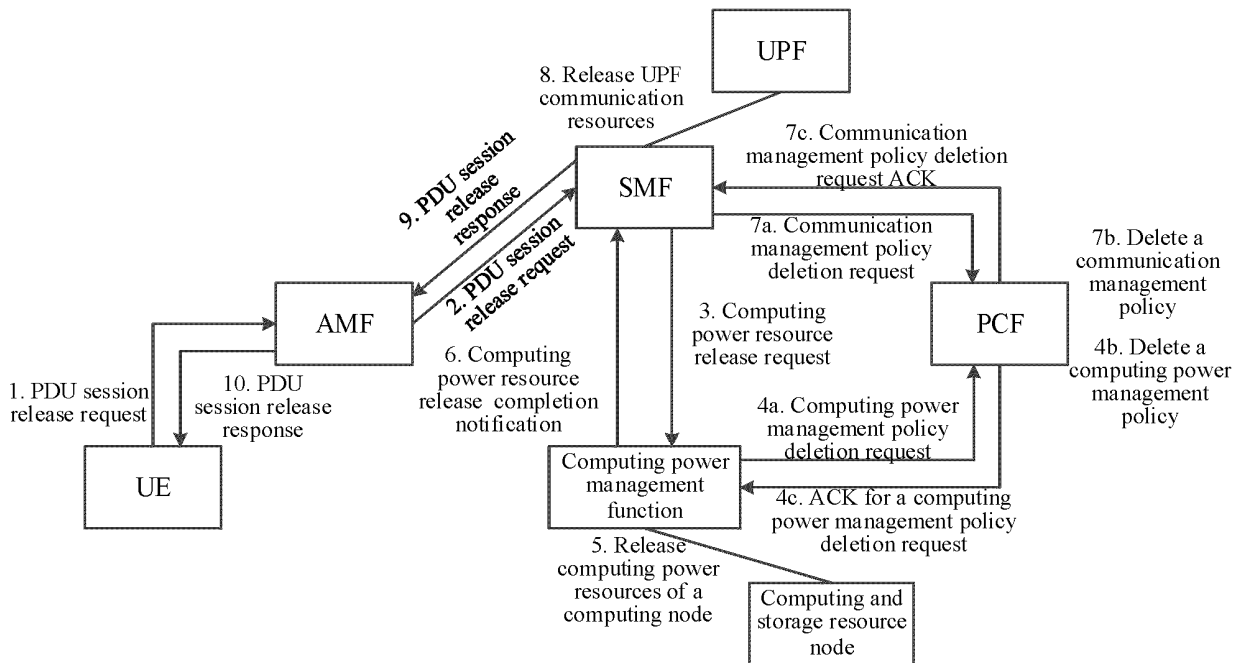 UPF
8. Release UPF
communication
resources
7c. Communication
management policy deletion
request ACK
9. PDU session
release
response
SMF
2. PDU session
release request
7a. Communication
management policy
deletion request
7b. Delete a
communication
management
policy
AMF
PCF
3. Computing
power resource
release request
6. Computing
power resource
release completion
notification
4b. Delete a
computing power
management
policy
1. PDU session
release request
10. PDU
session release
response
4a. Computing power
management policy
deletion request
UE
Computing power
management
function
4c. ACK for a computing
power management policy
deletion request
5. Release
computing power
resources of a
computing node
Computing and
storage resource
node